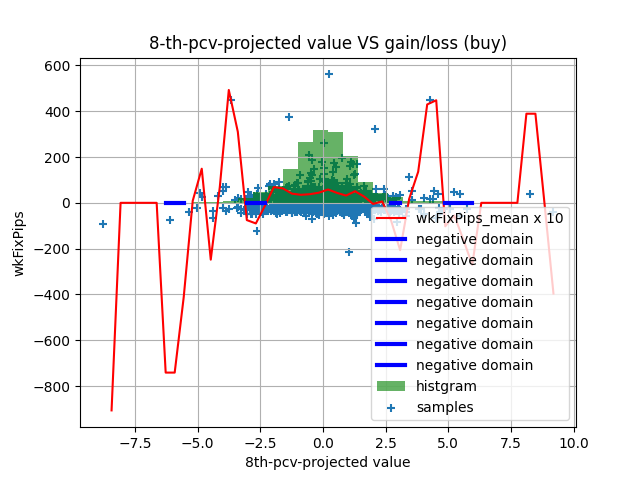 8-th-pcv-projected value VS gain/loss (buy)
600
400
200
0
−200
−400
−600
−800
wkFixPips
−7.5
−5.0
−2.5
0.0
2.5
5.0
7.5
10.0
8th-pcv-projected value
wkFixPips_mean x 10
negative domain
negative domain
negative domain
negative domain
negative domain
negative domain
negative domain
histgram
samples